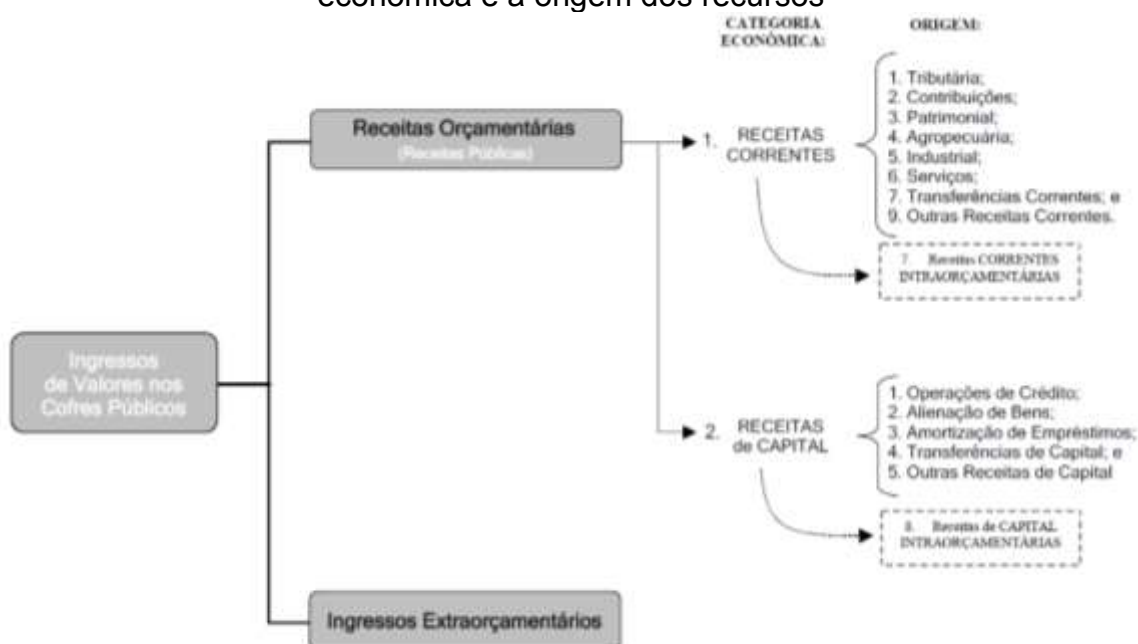 econômica e a origem dos recursos
CATEGORIA
ECONÔMICA:
ORIGEM:
Receitas Orçamentárias
(Receitas Públicas)
1. RECEITAS
CORRENTES
1. Tributária;
2. Contribuições;
3. Patrimonial;
4. Agropecuária;
5. Industrial;
6. Serviços;
7. Transferências Correntes; e
9. Outras Receitas Correntes.
7. Receitas CORRENTES
INTRAORÇAMENTÁRIAS
Ingressos
de Valores nos
Cofres Públicos
2. RECEITAS
de CAPITAL
1. Operações de Crédito;
2. Alienação de Bens;
3. Amortização de Empréstimos;
4. Transferências de Capital; e
5. Outras Receitas de Capital
8. Receitas de CAPITAL
INTRAORÇAMENTÁRIAS
Ingressos Extraorçamentários